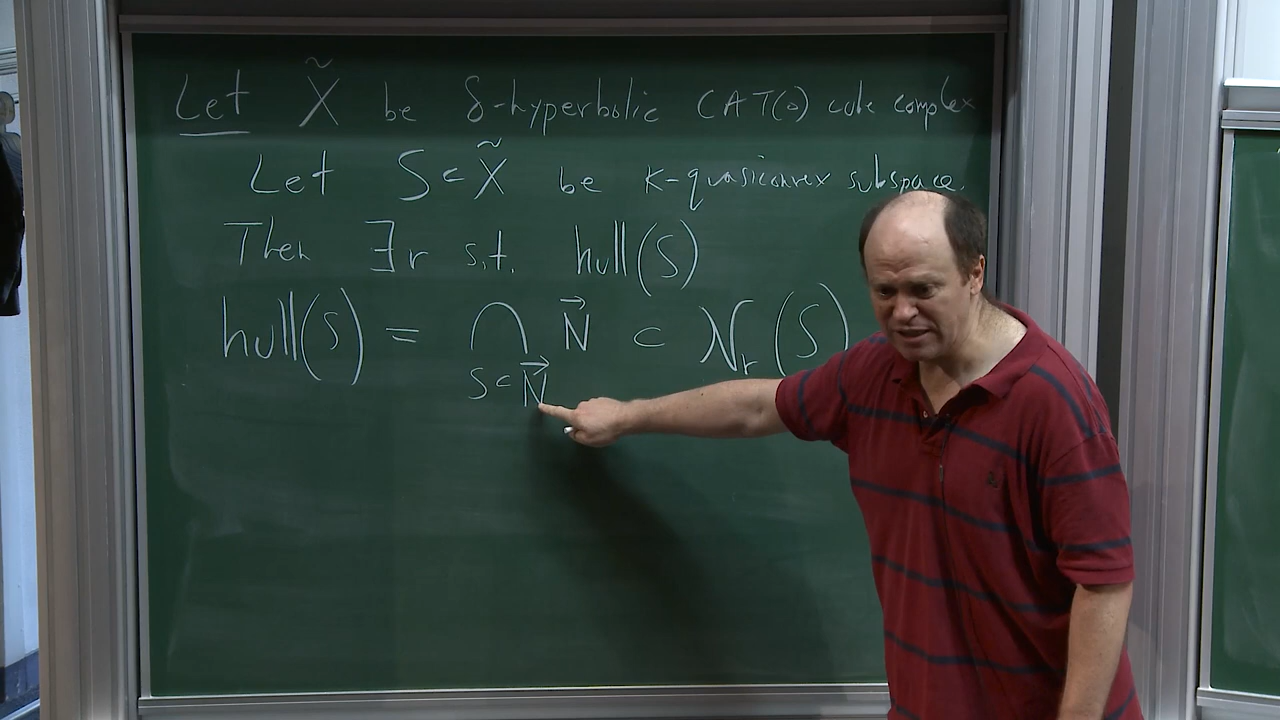 Let X̃ be δ-hyperbolic CAT(0) cube complex
Let S ⊂ X̃ be κ-quasiconvex subspace.
Then ∃r s.t. hull(S)
hull(S) = ⋂ N⃗ ⊂ 𝒩_r(S)
S ⊂ N⃗